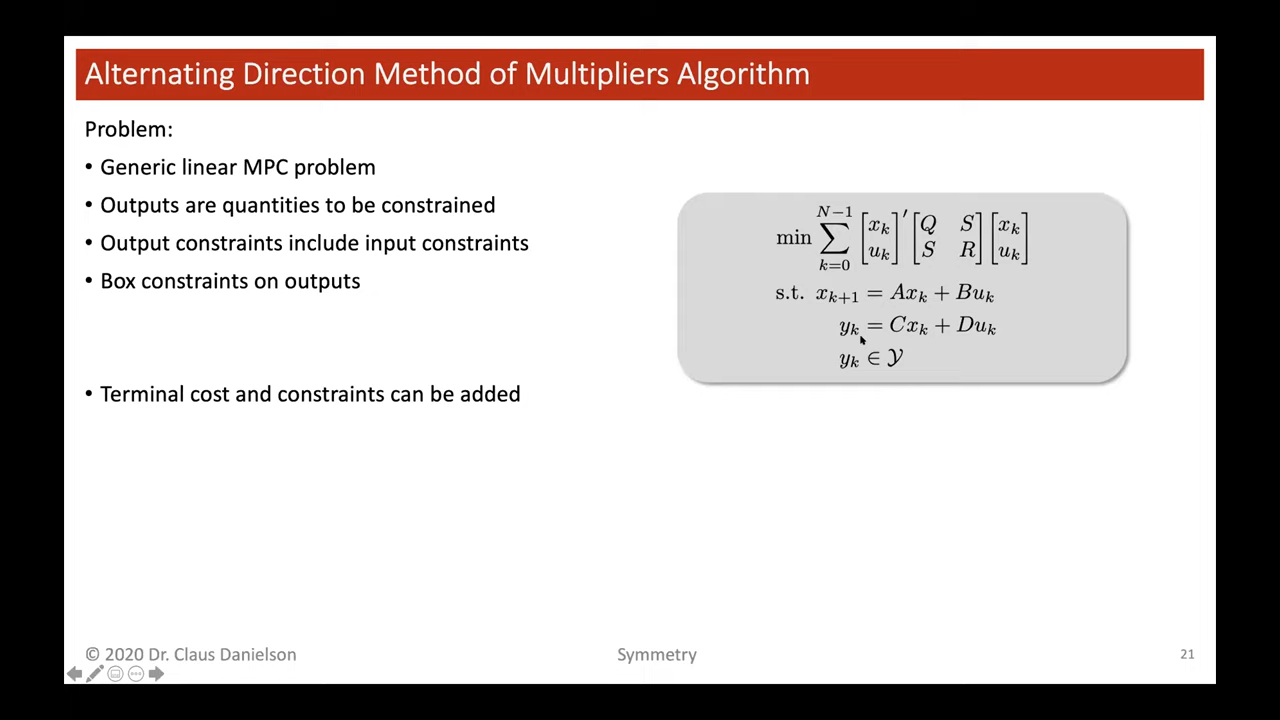 Alternating Direction Method of Multipliers Algorithm
Problem:
• Generic linear MPC problem
• Outputs are quantities to be constrained
• Output constraints include input constraints
• Box constraints on outputs
• Terminal cost and constraints can be added
min ∑_{k=0}^{N−1} [x_k; u_k]′ [Q S; S R] [x_k; u_k]
s.t. x_{k+1} = Ax_k + Bu_k
y_k = Cx_k + Du_k
y_k ∈ 𝒴
© 2020 Dr. Claus Danielson
Symmetry
21